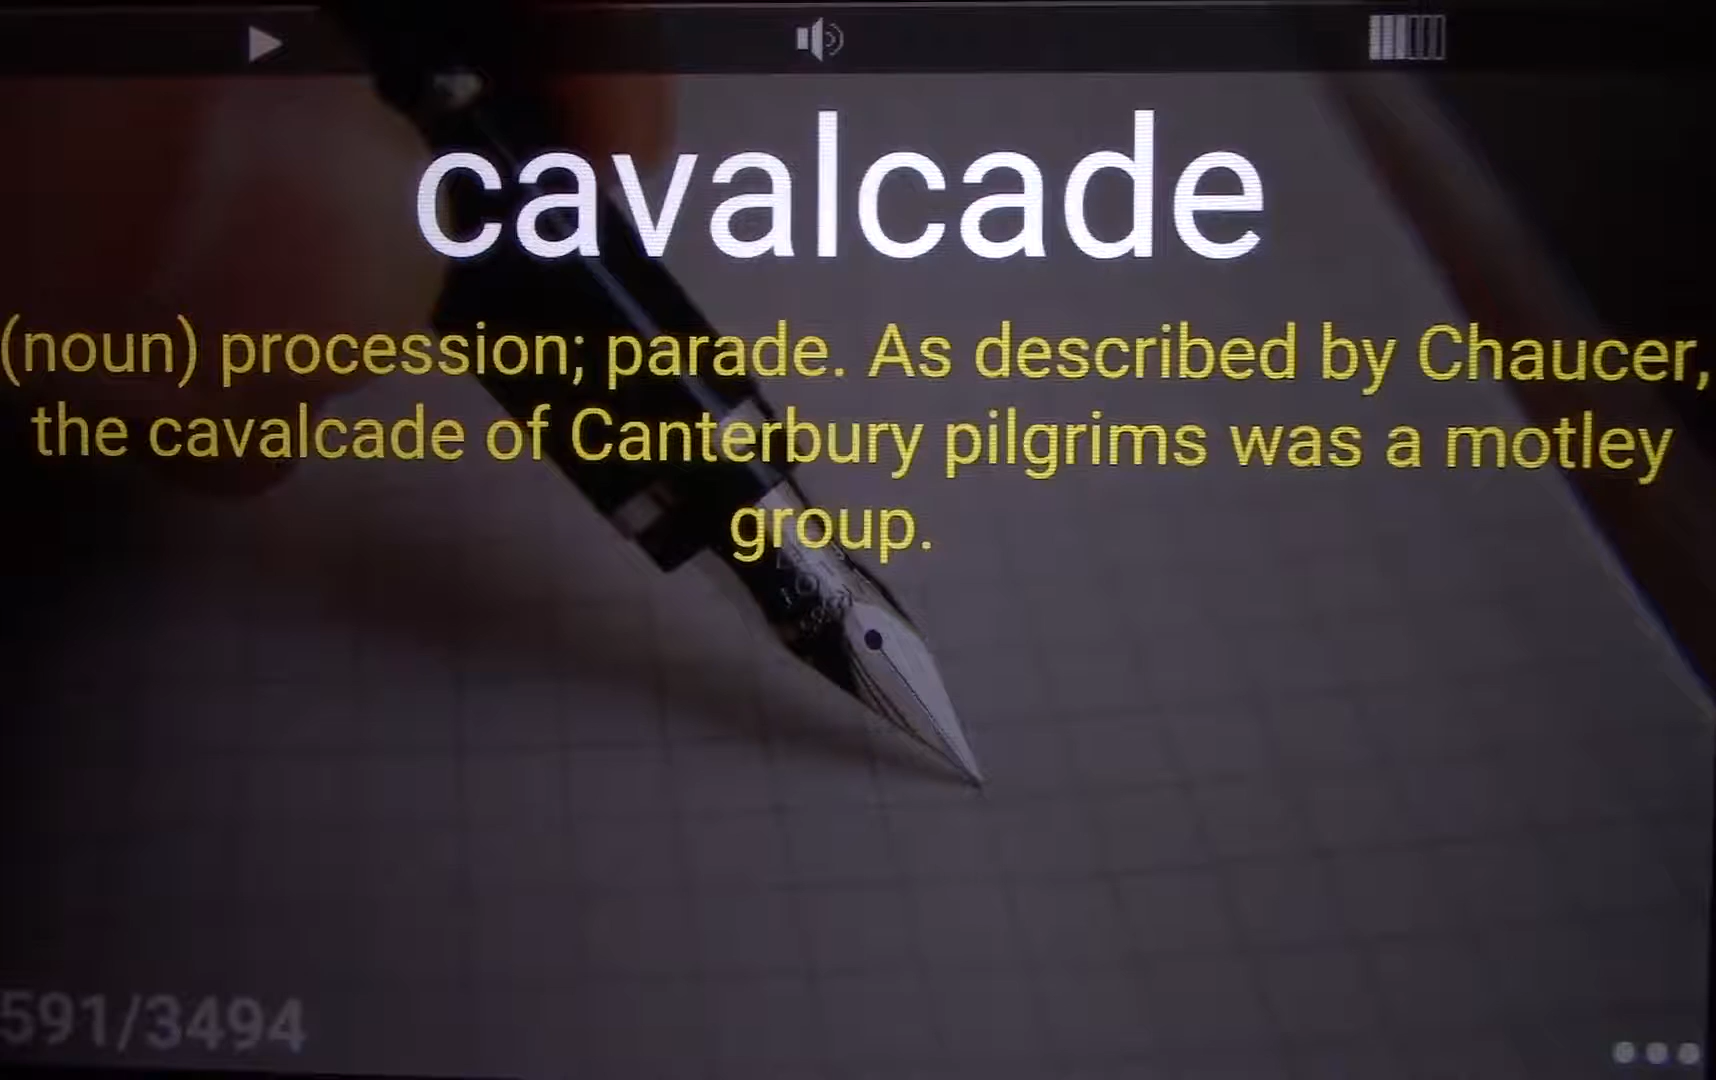 cavalcade
(noun) procession; parade. As described by Chaucer,
the cavalcade of Canterbury pilgrims was a motley
group.
591/3494